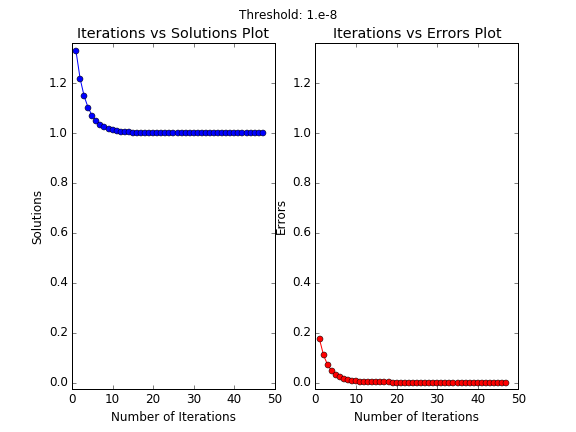 Threshold: 1.e-8
Iterations vs Solutions Plot
Iterations vs Errors Plot
Solutions
1.2
1.0
0.8
0.6
0.4
0.2
0.0
0 10 20 30 40 50
Number of Iterations
Errors
1.2
1.0
0.8
0.6
0.4
0.2
0.0
0 10 20 30 40 50
Number of Iterations